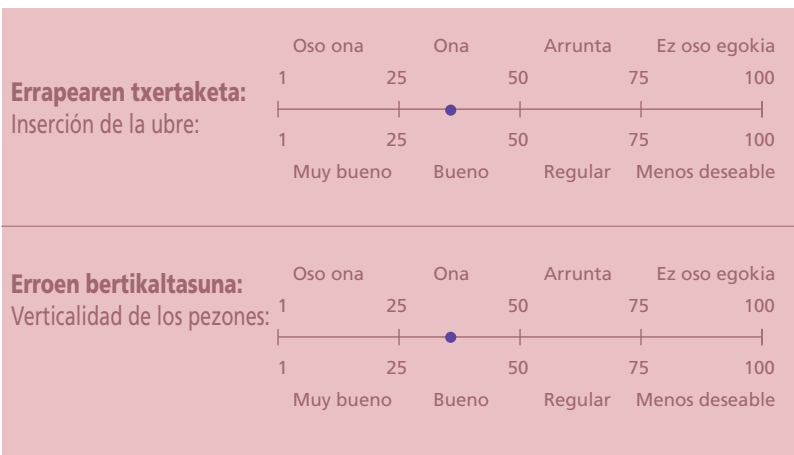 Oso ona Ona Arrunta Ez oso egokia
1 25 50 75 100
Errapearen txertaketa:
Inserción de la ubre:
1 25 50 75 100
Muy bueno Bueno Regular Menos deseable
Oso ona Ona Arrunta Ez oso egokia
Erroen bertikaltasuna:
1 25 50 75 100
Verticalidad de los pezones:
1 25 50 75 100
Muy bueno Bueno Regular Menos deseable